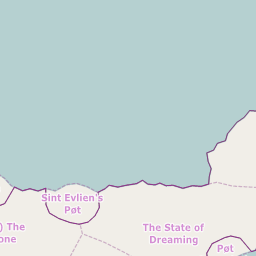 Sint Evlien's
Pøt
) The
one
The State of
Dreaming
Pøt